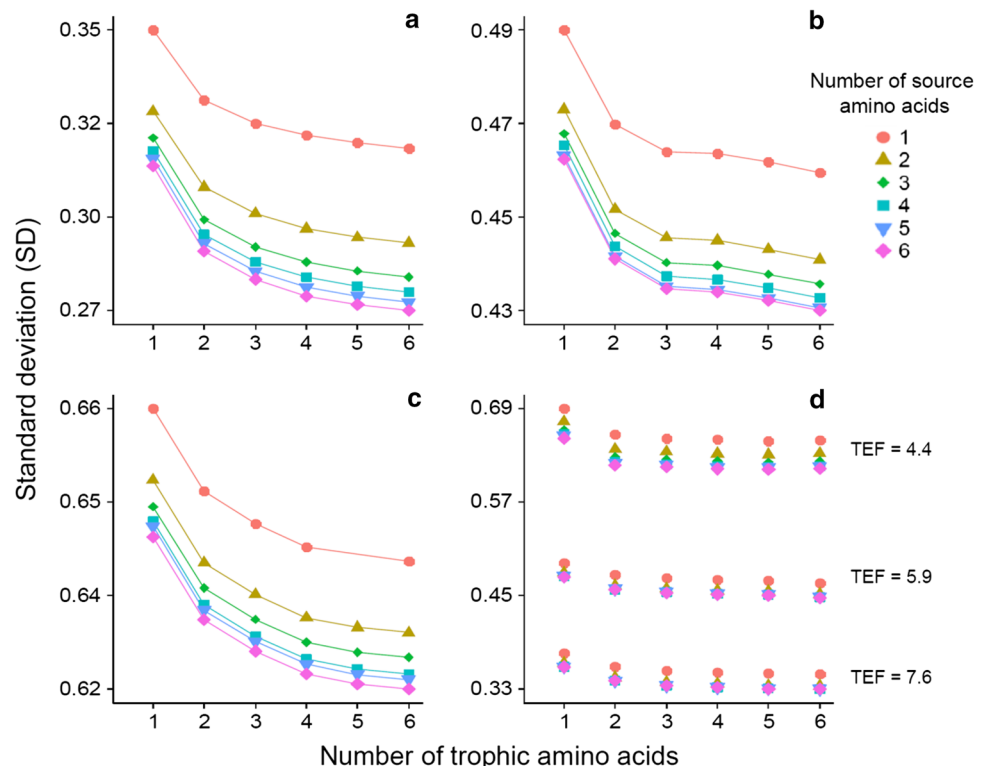 a
0.35
0.32
0.30
0.27
1 2 3 4 5 6
b
0.49
0.47
0.45
0.43
1 2 3 4 5 6
Number of source
amino acids
1
2
3
4
5
6
Standard deviation (SD)
c
0.66
0.65
0.64
0.62
1 2 3 4 5 6
d
0.69
0.57
0.45
0.33
1 2 3 4 5 6
TEF = 4.4
TEF = 5.9
TEF = 7.6
Number of trophic amino acids